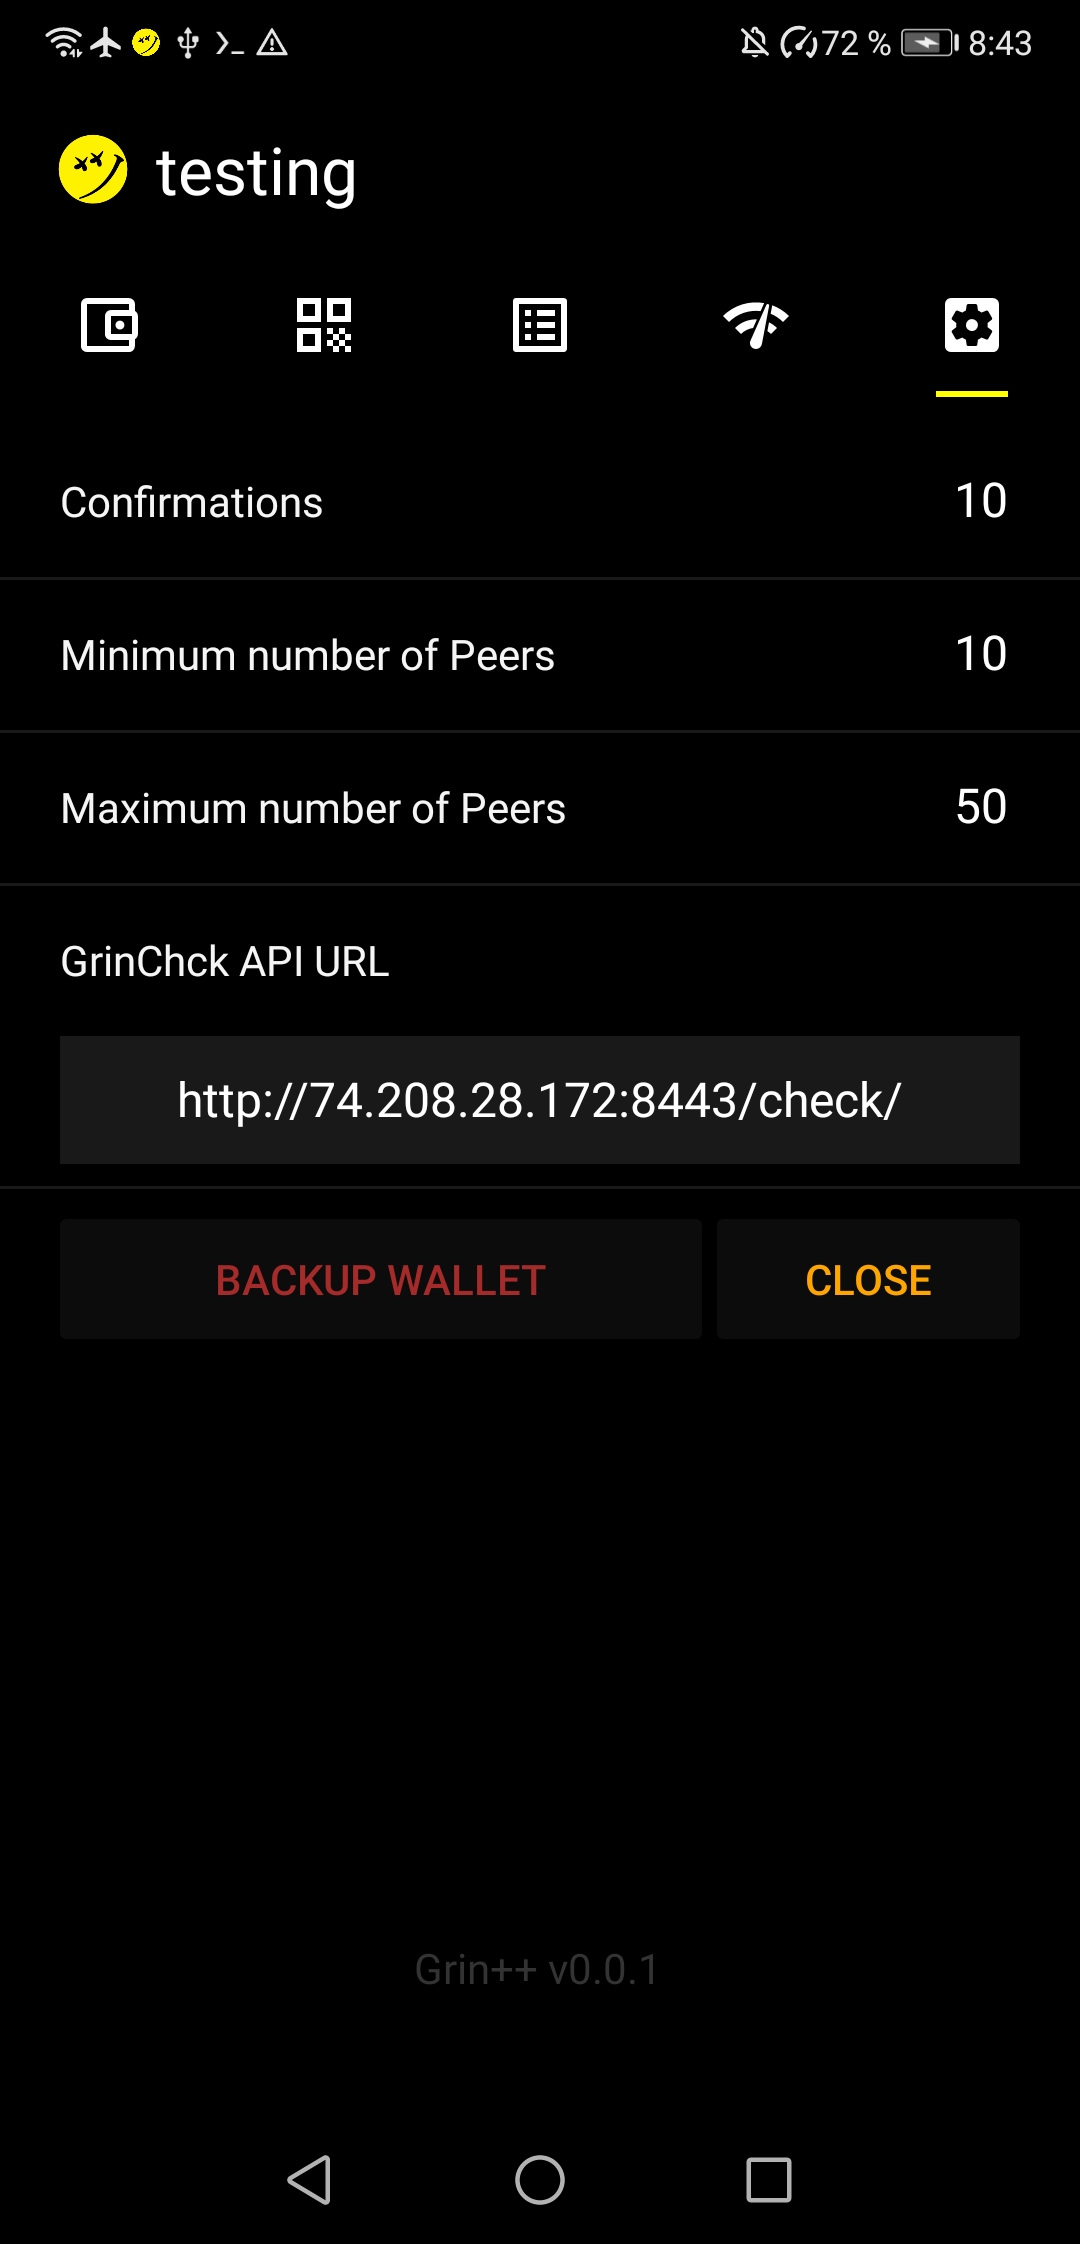 72 % 8:43
testing
Confirmations 10
Minimum number of Peers 10
Maximum number of Peers 50
GrinChck API URL
http://74.208.28.172:8443/check/
BACKUP WALLET CLOSE
Grin++ v0.0.1